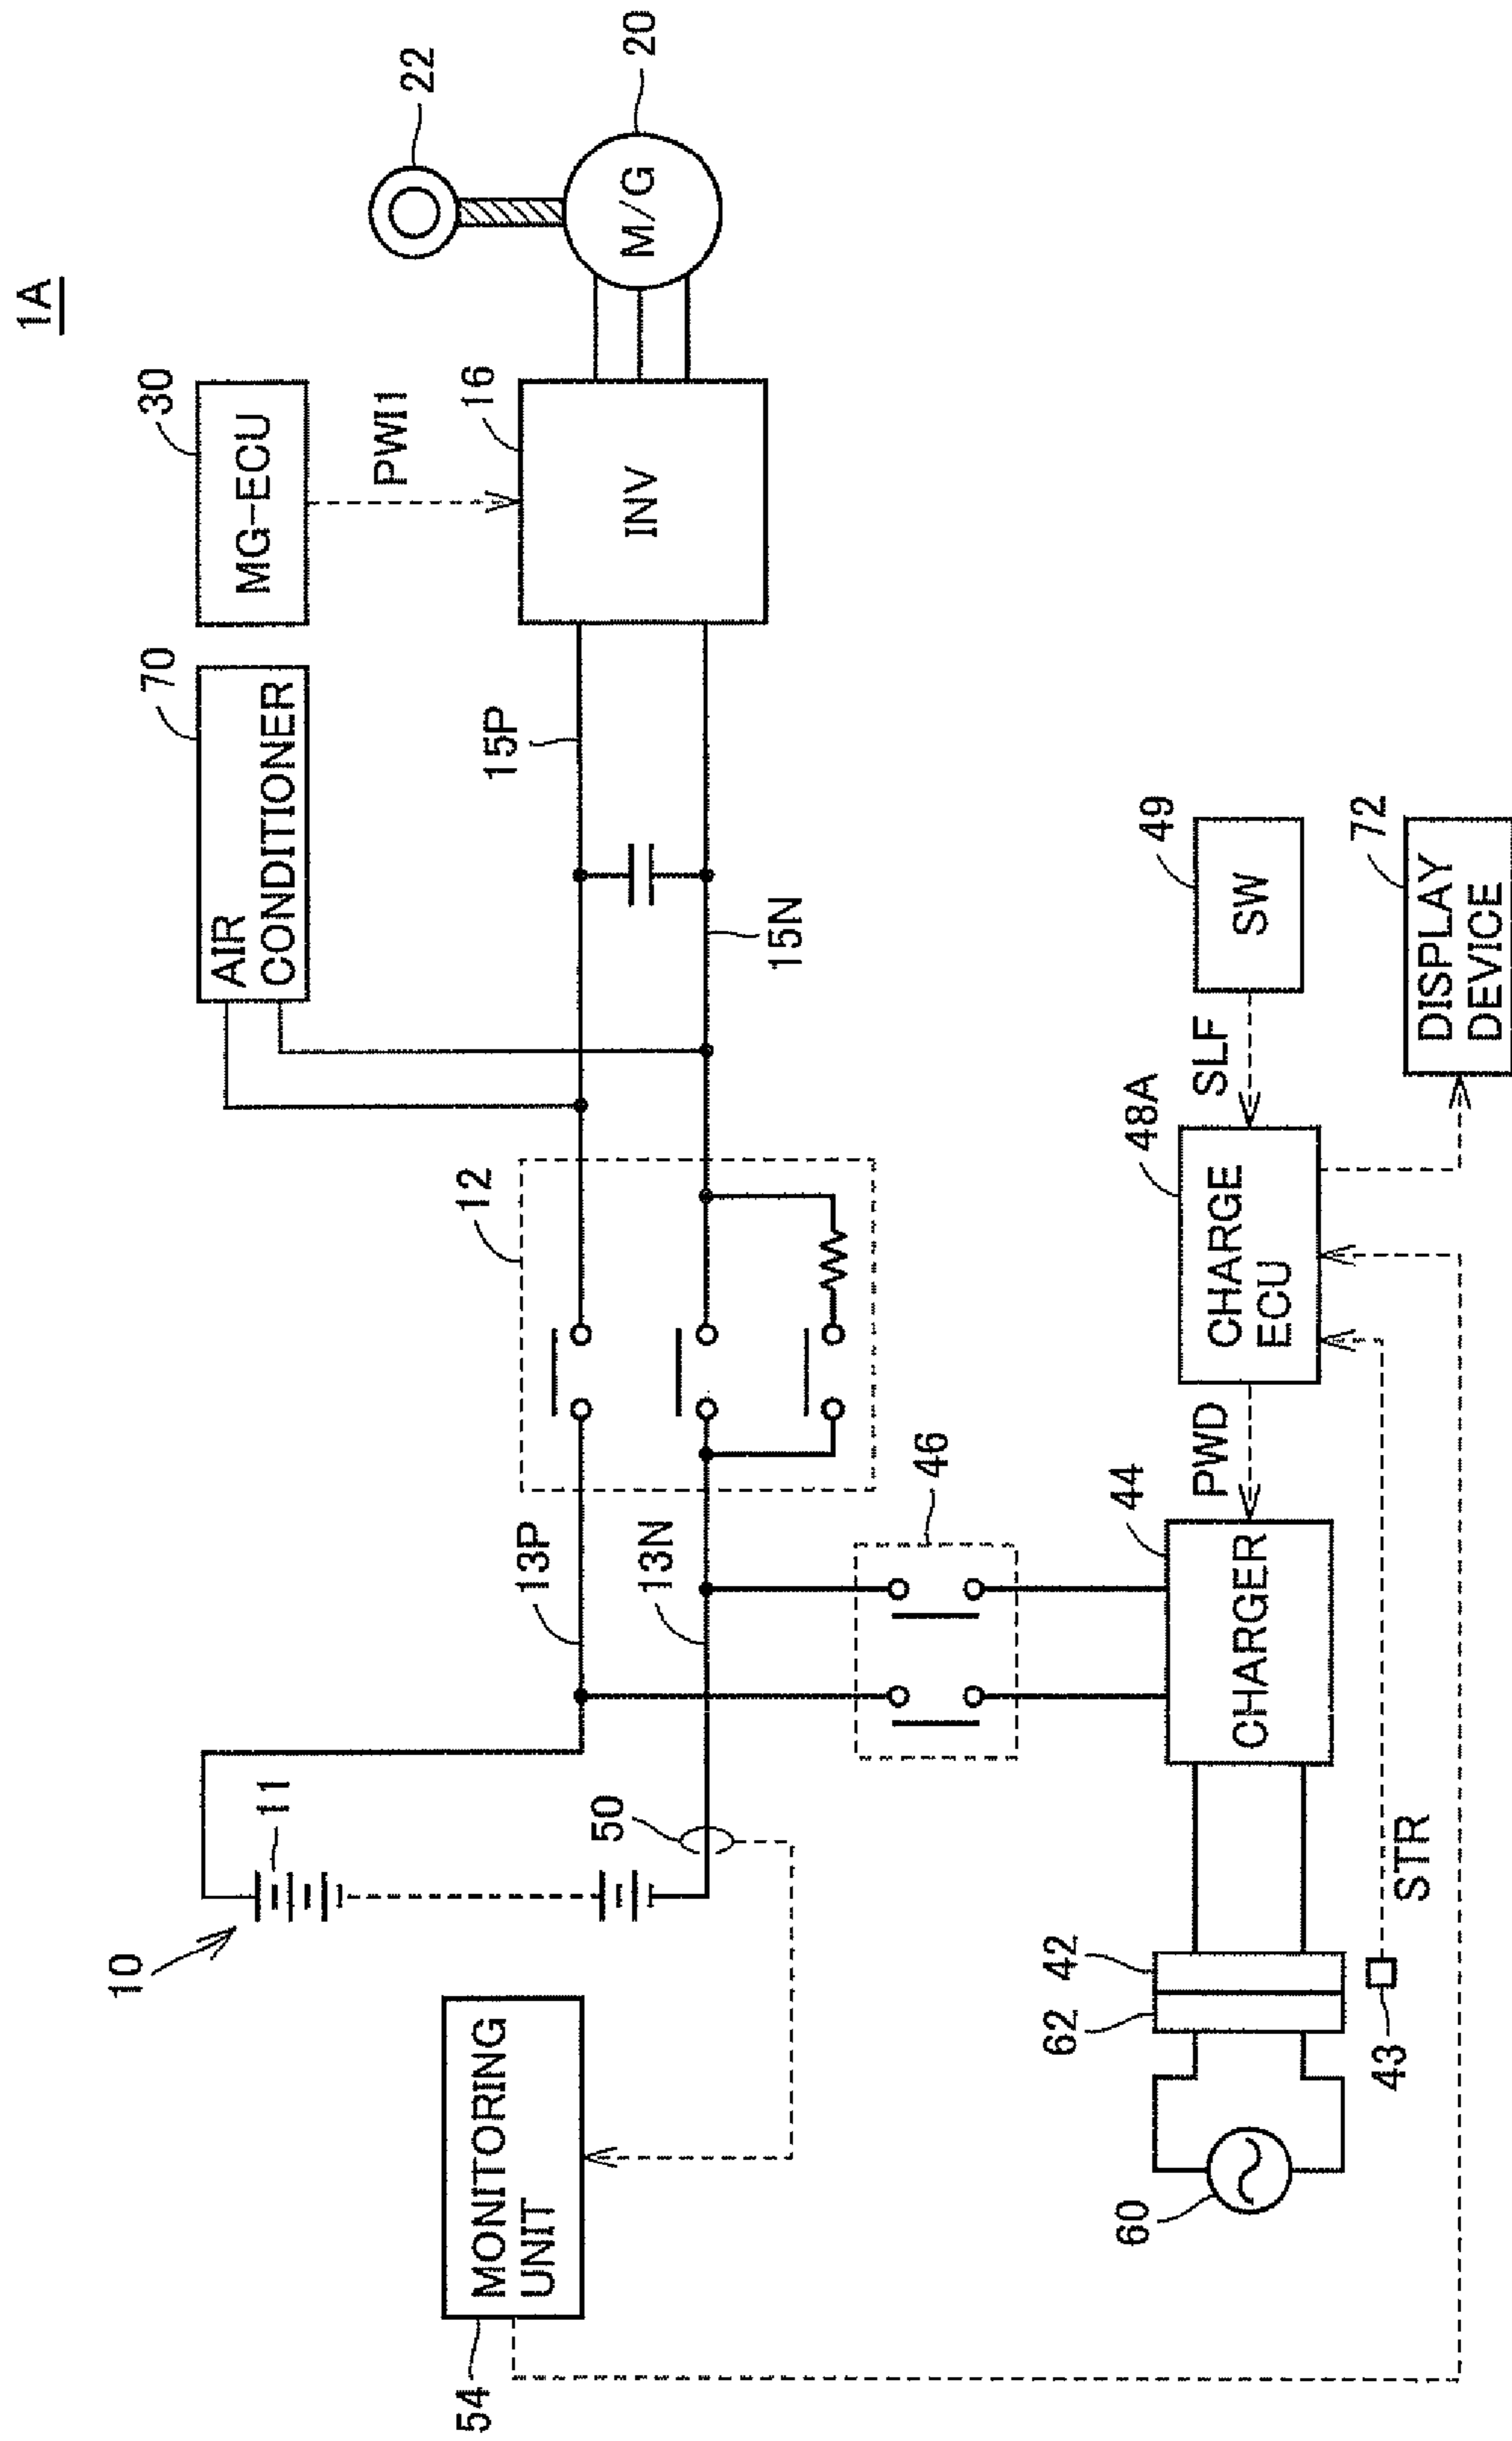 1A
22
20
M/G
30
MG-ECU
PWI1
16
INV
70
AIR
CONDITIONER
15P
15N
12
13P
13N
10
11
50
MONITORING
UNIT
54
46
44
CHARGER
PWD
48A
CHARGE
ECU
SLF
49
SW
72
DISPLAY
DEVICE
STR
42
62
43
60